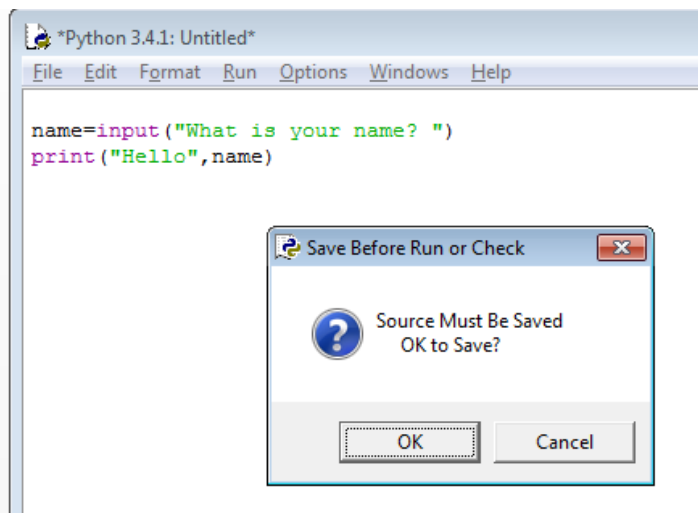 *Python 3.4.1: Untitled*
File Edit Format Run Options Windows Help
name=input("What is your name? ")
print("Hello",name)
Save Before Run or Check
Source Must Be Saved
OK to Save?
OK Cancel